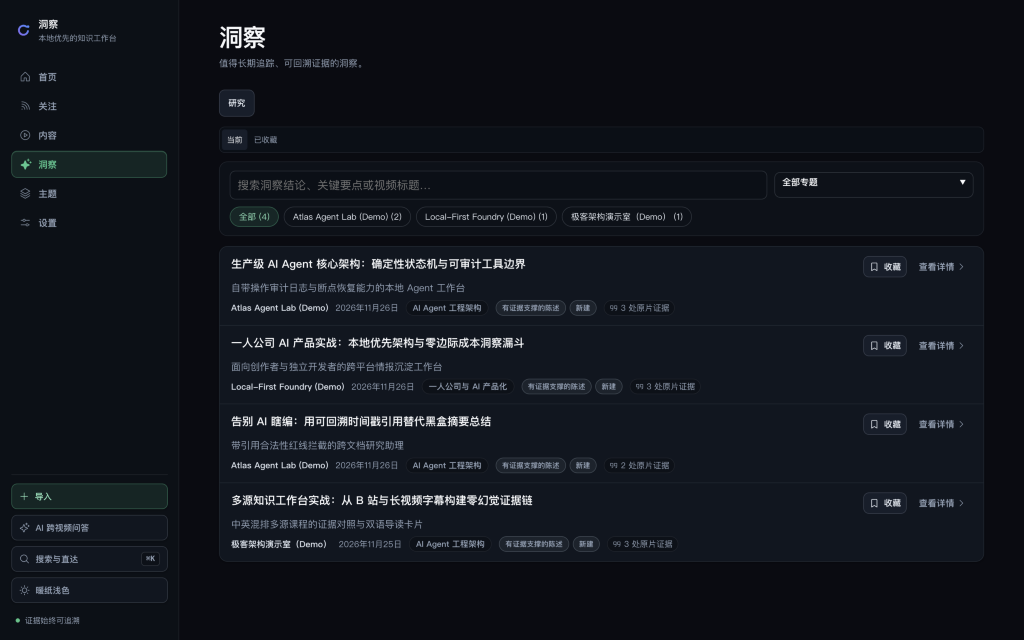 洞察
本地优先的知识工作台
首页
关注
内容
洞察
主题
设置
导入
AI 跨视频问答
搜索与直达 ⌘K
暖纸浅色
证据始终可追溯
洞察
值得长期追踪、可回溯证据的洞察。
研究
当前 已收藏
搜索洞察结论、关键要点或视频标题... 全部专题
全部 (4) Atlas Agent Lab (Demo) (2) Local-First Foundry (Demo) (1) 极客架构演示室（Demo） (1)
生产级 AI Agent 核心架构：确定性状态机与可审计工具边界 收藏 查看详情
自带操作审计日志与断点恢复能力的本地 Agent 工作台
Atlas Agent Lab (Demo) 2026年11月26日 AI Agent 工程架构 有证据支撑的陈述 新建 3 处原片证据
一人公司 AI 产品实战：本地优先架构与零边际成本洞察漏斗 收藏 查看详情
面向创作者与独立开发者的跨平台情报沉淀工作台
Local-First Foundry (Demo) 2026年11月26日 一人公司与 AI 产品化 有证据支撑的陈述 新建 3 处原片证据
告别 AI 瞎编：用可回溯时间戳引用替代黑盒摘要总结 收藏 查看详情
带引用合法性红线拦截的跨文档研究助理
Atlas Agent Lab (Demo) 2026年11月26日 AI Agent 工程架构 有证据支撑的陈述 新建 2 处原片证据
多源知识工作台实战：从 B 站与长视频字幕构建零幻觉证据链 收藏 查看详情
中英混排多源课程的证据对照与双语导读卡片
极客架构演示室（Demo） 2026年11月25日 AI Agent 工程架构 有证据支撑的陈述 新建 3 处原片证据